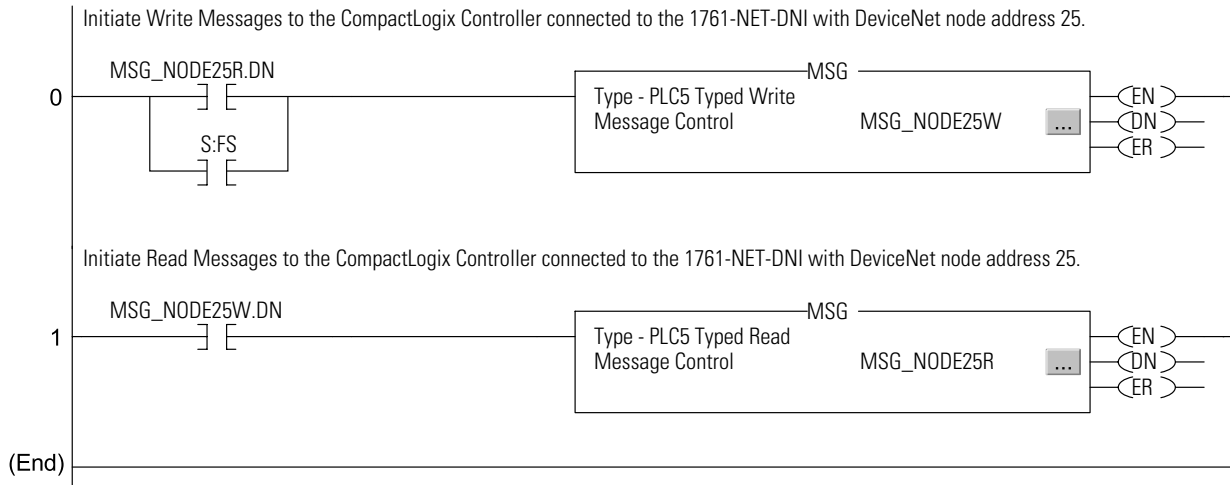 Initiate Write Messages to the CompactLogix Controller connected to the 1761-NET-DNI with DeviceNet node address 25.
MSG_NODE25R.DN
MSG
0
Type - PLC5 Typed Write
EN
Message Control MSG_NODE25W ...
DN
S:FS
ER
Initiate Read Messages to the CompactLogix Controller connected to the 1761-NET-DNI with DeviceNet node address 25.
MSG_NODE25W.DN
MSG
1
Type - PLC5 Typed Read
EN
Message Control MSG_NODE25R ...
DN
ER
(End)